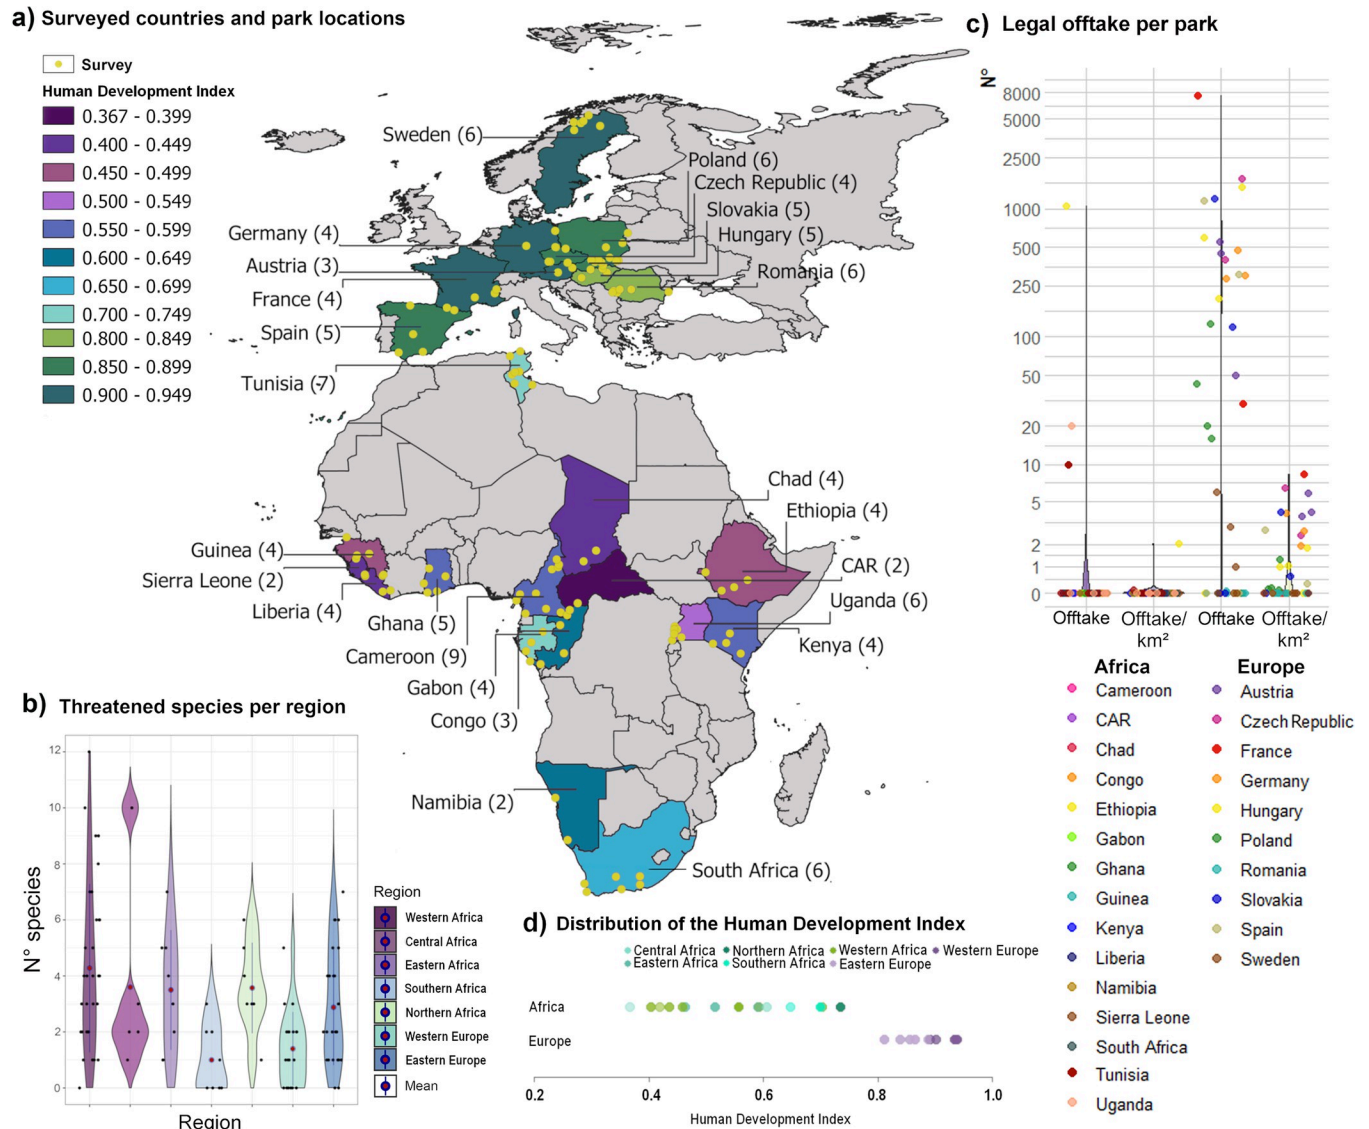 a) Surveyed countries and park locations
Survey
Human Development Index
0.367 - 0.399
0.400 - 0.449
0.450 - 0.499
0.500 - 0.549
0.550 - 0.599
0.600 - 0.649
0.650 - 0.699
0.700 - 0.749
0.800 - 0.849
0.850 - 0.899
0.900 - 0.949
Sweden (6)
Poland (6)
Czech Republic (4)
Slovakia (5)
Hungary (5)
Romania (6)
Germany (4)
Austria (3)
France (4)
Spain (5)
Tunisia (7)
Chad (4)
Ethiopia (4)
CAR (2)
Uganda (6)
Kenya (4)
Guinea (4)
Sierra Leone (2)
Liberia (4)
Ghana (5)
Cameroon (9)
Gabon (4)
Congo (3)
Namibia (2)
South Africa (6)
b) Threatened species per region
N° species
12
10
8
6
4
2
0
Region
Region
Western Africa
Central Africa
Eastern Africa
Southern Africa
Northern Africa
Western Europe
Eastern Europe
Mean
c) Legal offtake per park
N°
8000
5000
2500
1000
500
250
100
50
20
10
5
2
1
0
Offtake Offtake/ Offtake Offtake/
km² km²
Africa
Cameroon
CAR
Chad
Congo
Ethiopia
Gabon
Ghana
Guinea
Kenya
Liberia
Namibia
Sierra Leone
South Africa
Tunisia
Uganda
Europe
Austria
Czech Republic
France
Germany
Hungary
Poland
Romania
Slovakia
Spain
Sweden
d) Distribution of the Human Development Index
Central Africa Northern Africa Western Africa Western Europe
Eastern Africa Southern Africa Eastern Europe
Africa
Europe
0.2 0.4 0.6 0.8 1.0
Human Development Index